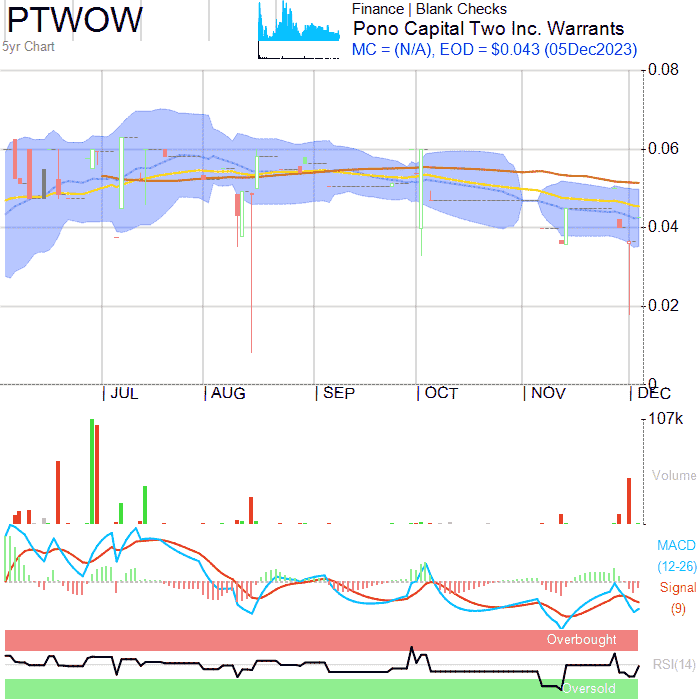 PTWOW
5yr Chart
Finance | Blank Checks
Pono Capital Two Inc. Warrants
MC = (N/A), EOD = $0.043 (05Dec2023)
0.08
0.06
0.04
0.02
0
JUL AUG SEP OCT NOV DEC
107k
Volume
MACD
(12-26)
Signal
(9)
Overbought
RSI(14)
Oversold